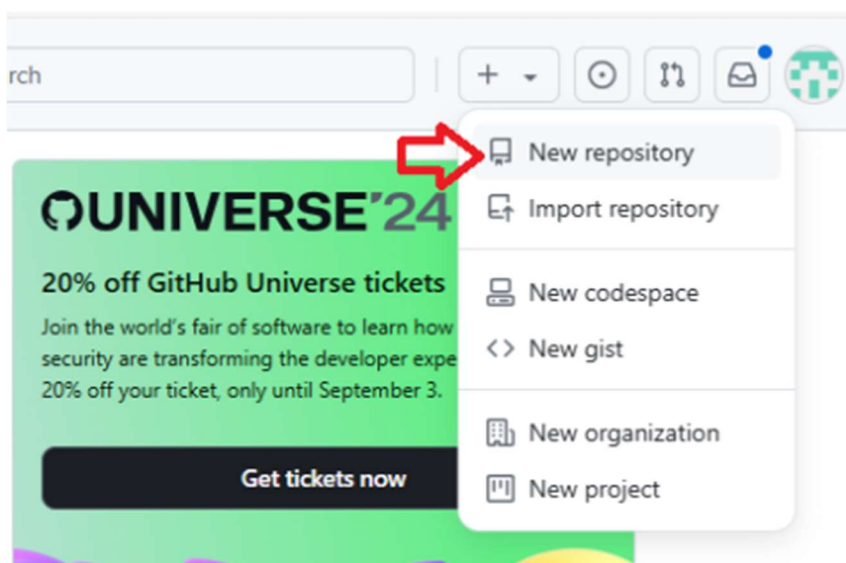 rch
New repository
Import repository
New codespace
New gist
New organization
New project
UNIVERSE'24
20% off GitHub Universe tickets
Join the world's fair of software to learn how
security are transforming the developer expe
20% off your ticket, only until September 3.
Get tickets now